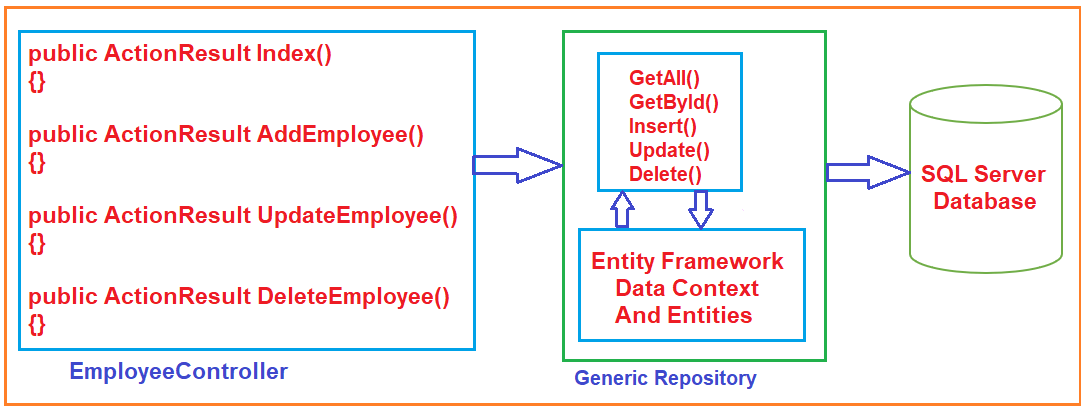 public ActionResult Index()
{}
public ActionResult AddEmployee()
{}
public ActionResult UpdateEmployee()
{}
public ActionResult DeleteEmployee()
{}
EmployeeController
GetAll()
GetById()
Insert()
Update()
Delete()
Entity Framework
Data Context
And Entities
Generic Repository
SQL Server
Database